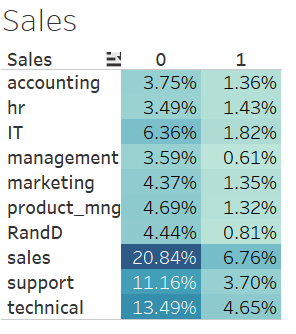 Sales
Sales 0 1
accounting 3.75% 1.36%
hr 3.49% 1.43%
IT 6.36% 1.82%
management 3.59% 0.61%
marketing 4.37% 1.35%
product_mng 4.69% 1.32%
RandD 4.44% 0.81%
sales 20.84% 6.76%
support 11.16% 3.70%
technical 13.49% 4.65%